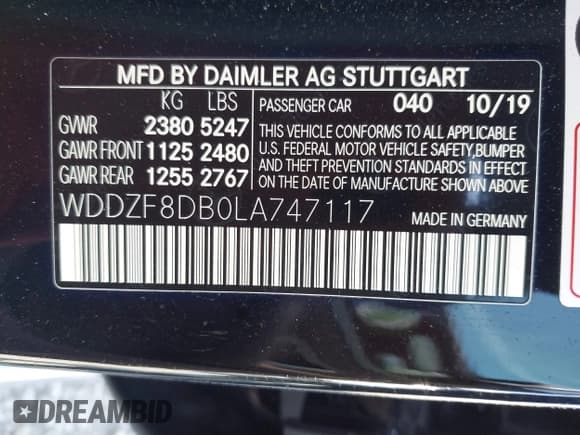 MFD BY DAIMLER AG STUTTGART
KG LBS
GVWR 2380 5247
GAWR FRONT 1125 2480
GAWR REAR 1255 2767
PASSENGER CAR 040 10/19
THIS VEHICLE CONFORMS TO ALL APPLICABLE
U.S. FEDERAL MOTOR VEHICLE SAFETY,BUMPER
AND THEFT PREVENTION STANDARDS IN EFFECT
ON THE DATE OF MANUFACTURE SHOWN ABOVE
WDDZF8DB0LA747117 MADE IN GERMANY
DREAMBID